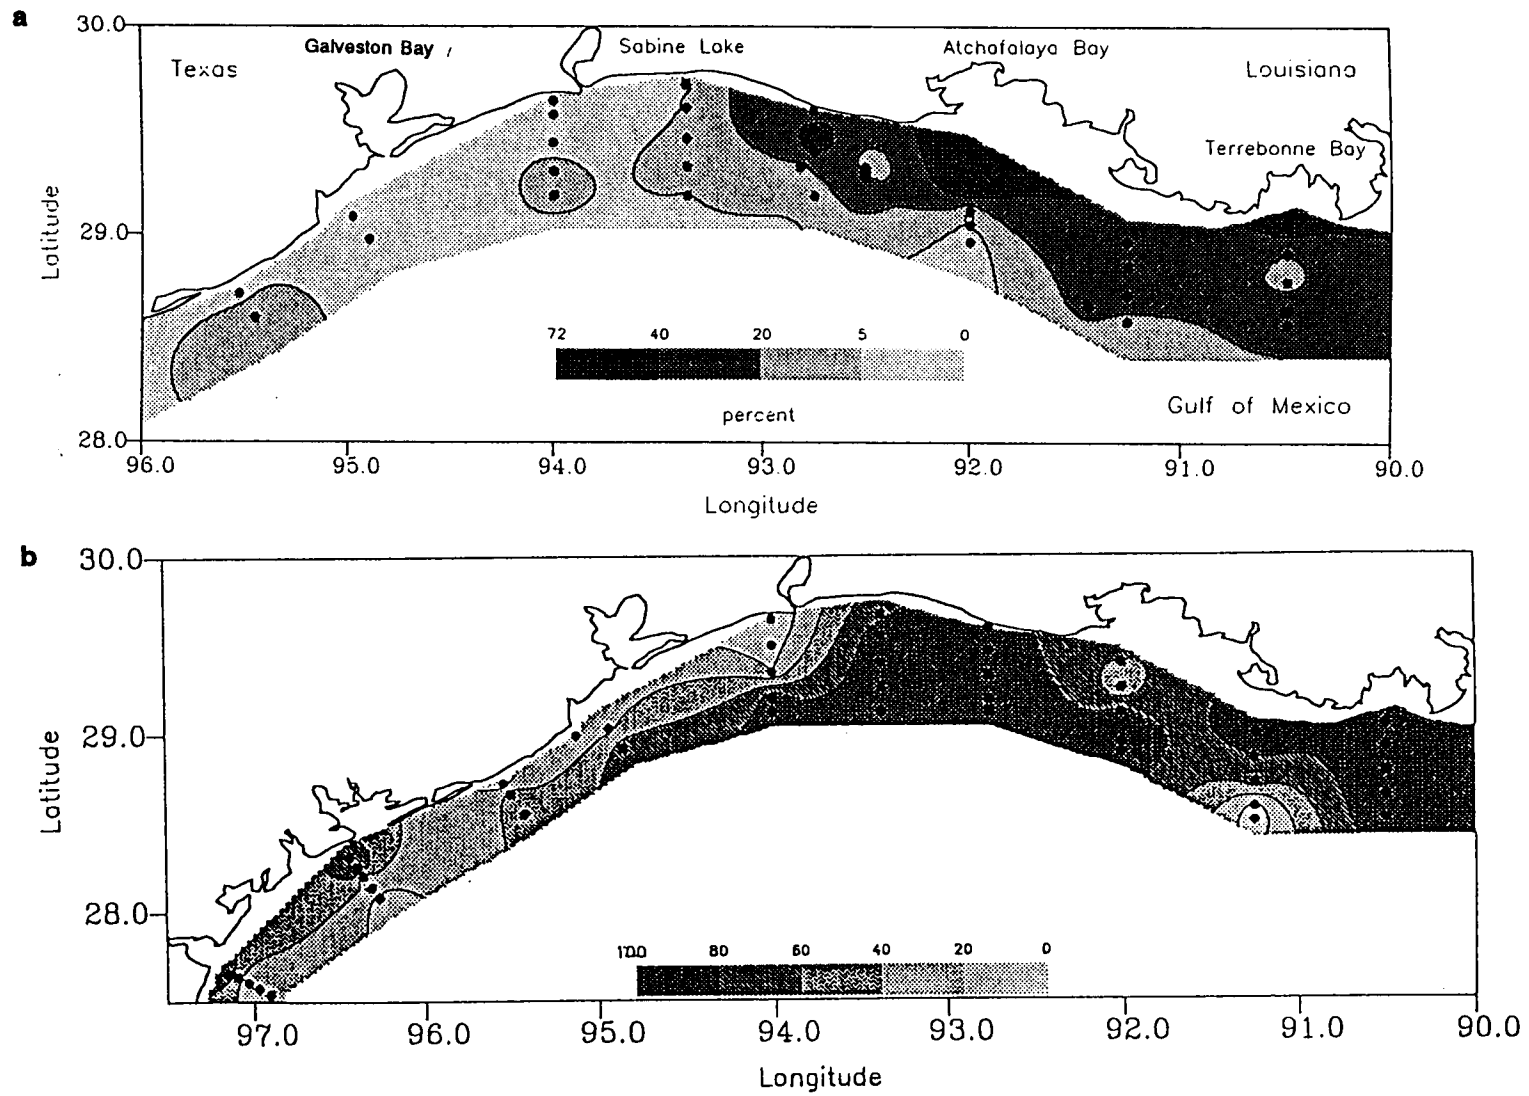 a
30.0
Texas
Galveston Bay
Sabine Lake
Atchafalaya Bay
Louisiana
Terrebonne Bay
29.0
Latitude
72 40 20 5 0
percent
Gulf of Mexico
28.0
96.0 95.0 94.0 93.0 92.0 91.0 90.0
Longitude
b
30.0
29.0
Latitude
28.0
100 80 60 40 20 0
97.0 96.0 95.0 94.0 93.0 92.0 91.0 90.0
Longitude